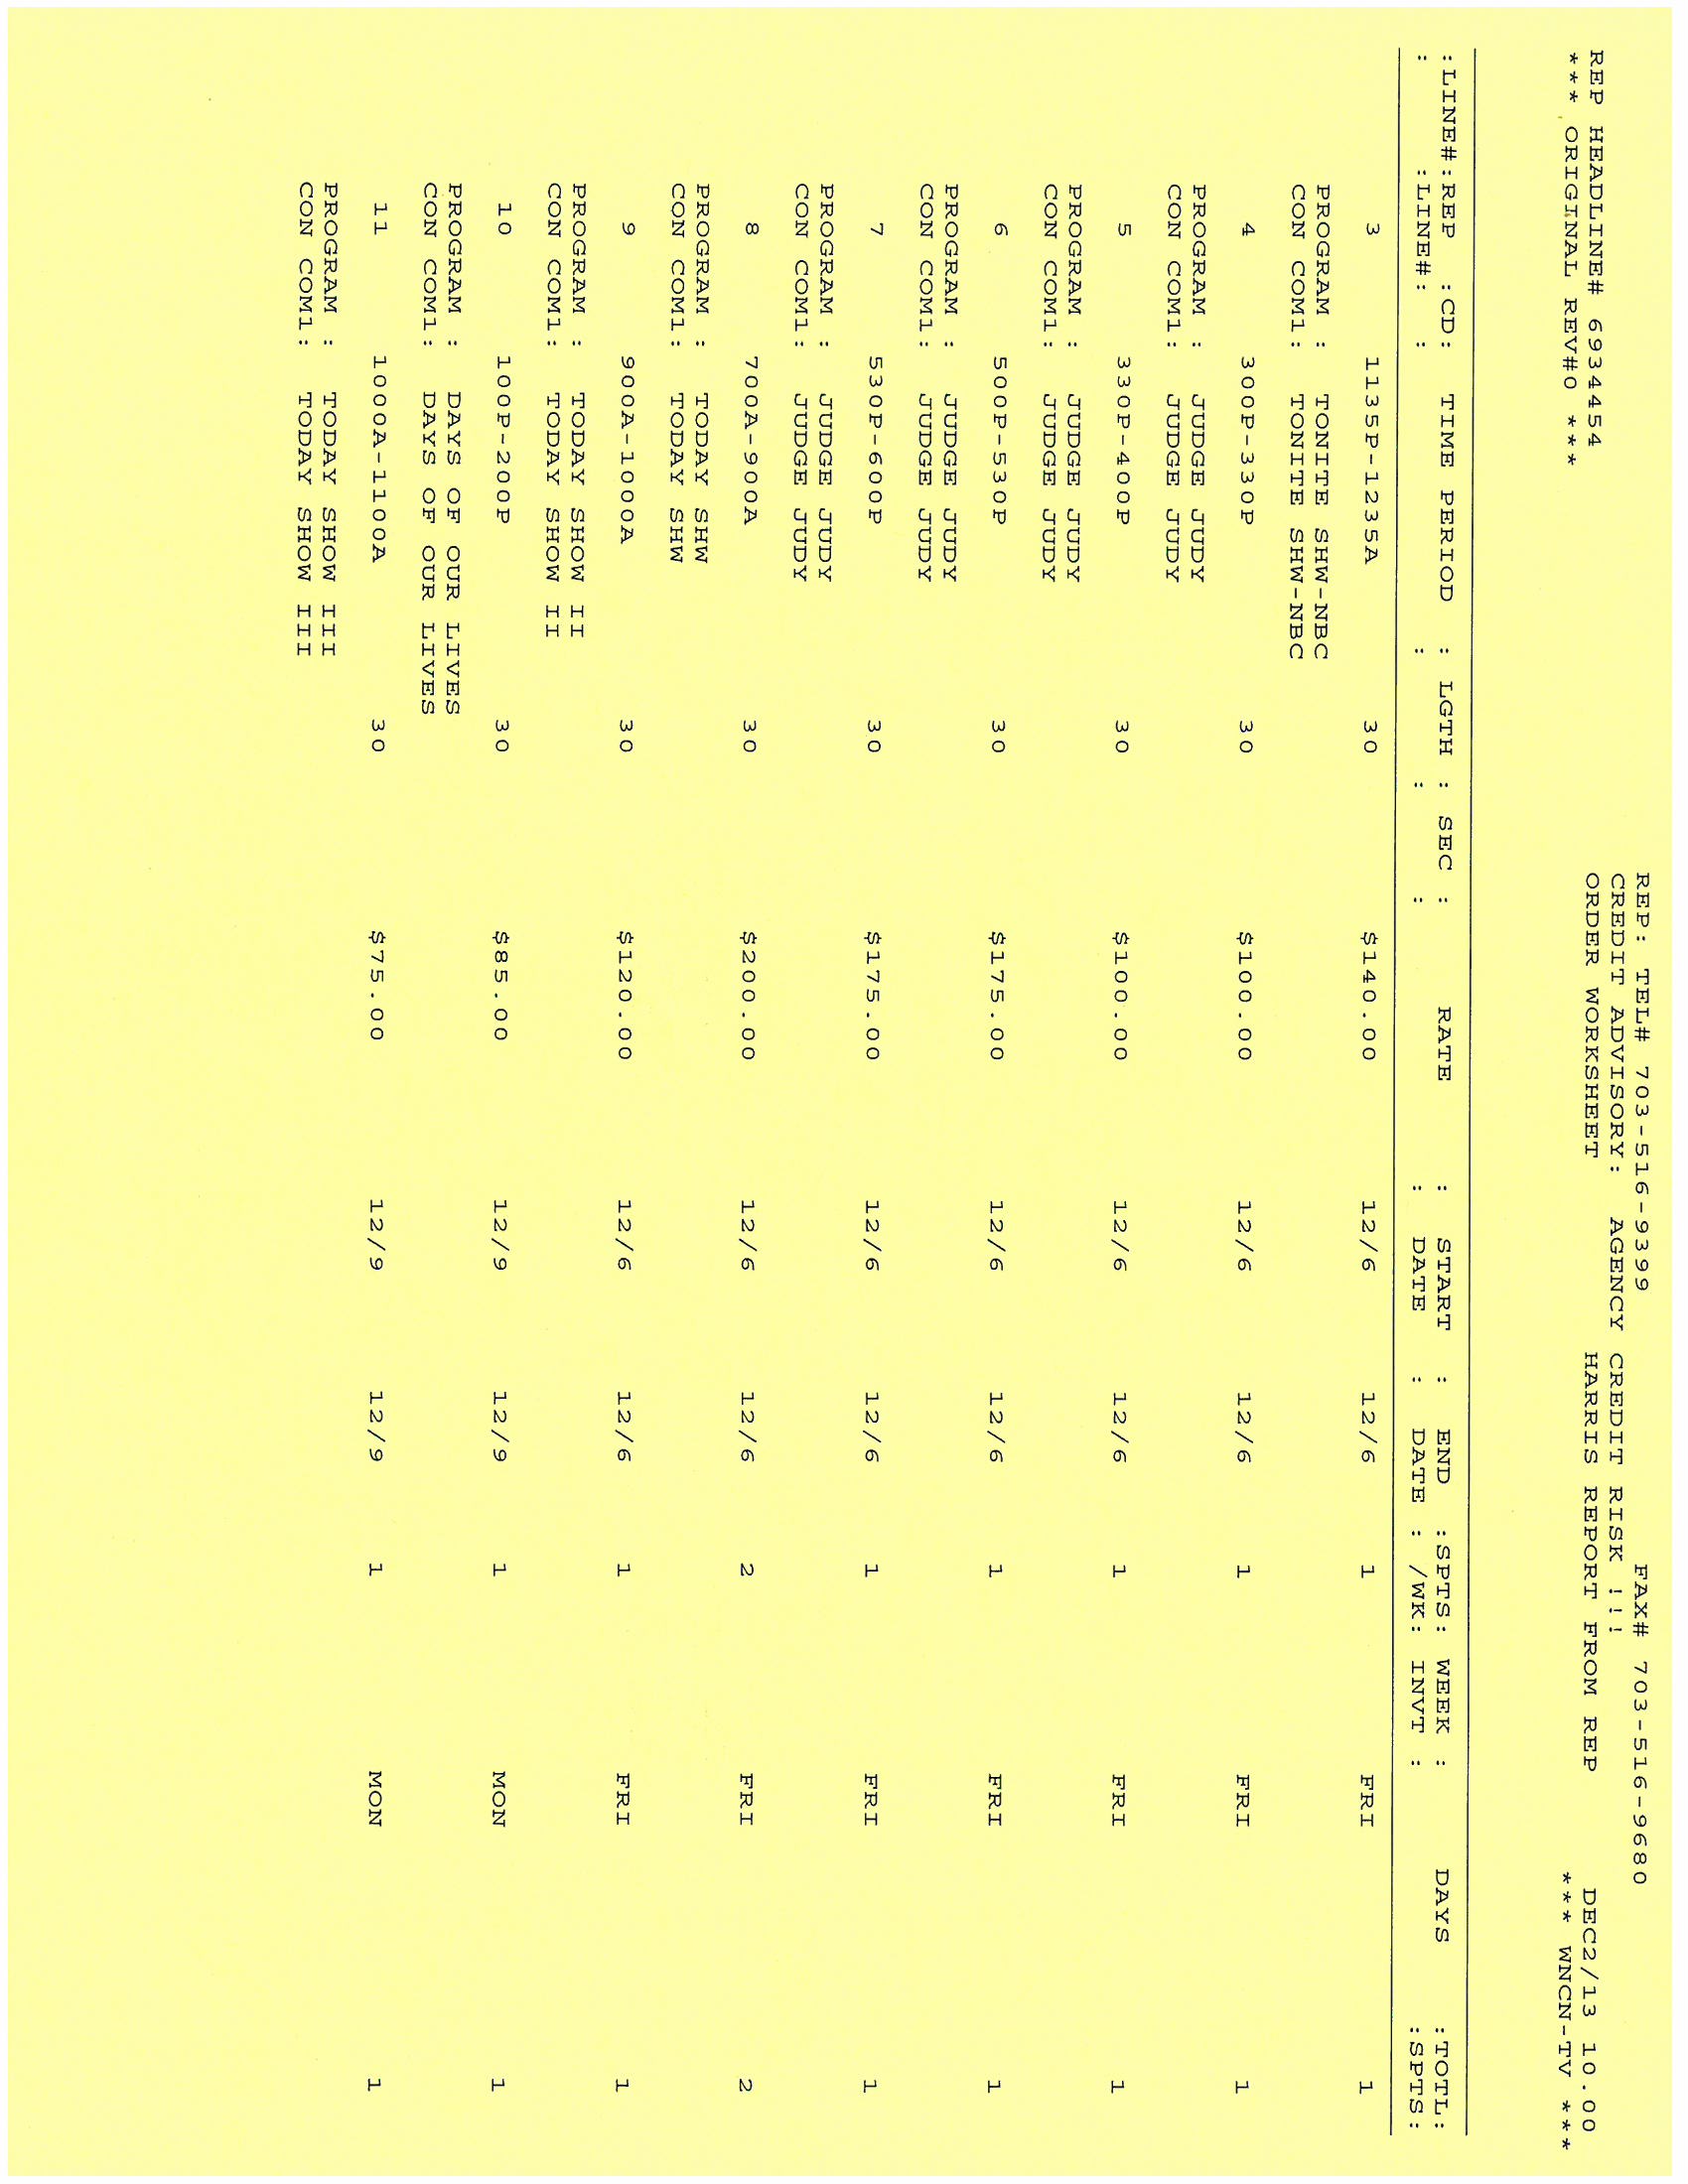 REP: TEL# 703-516-9399 FAX# 703-516-9680
CREDIT ADVISORY: AGENCY CREDIT RISK !!!
REP HEADLINE# 6934454 ORDER WORKSHEET HARRIS REPORT FROM REP DEC2/13 10.00
*** ORIGINAL REV#0 *** *** WNCN-TV ***
:LINE#:REP :CD: TIME PERIOD : LGTH : SEC : RATE : START : END :SPTS: WEEK : DAYS :TOTL:
: :LINE#: : : : : DATE : DATE : /WK: INVT : :SPTS:
3 1135P-1235A 30 $140.00 12/6 12/6 1 FRI 1
PROGRAM : TONITE SHW-NBC
CON COM1: TONITE SHW-NBC
4 300P-330P 30 $100.00 12/6 12/6 1 FRI 1
PROGRAM : JUDGE JUDY
CON COM1: JUDGE JUDY
5 330P-400P 30 $100.00 12/6 12/6 1 FRI 1
PROGRAM : JUDGE JUDY
CON COM1: JUDGE JUDY
6 500P-530P 30 $175.00 12/6 12/6 1 FRI 1
PROGRAM : JUDGE JUDY
CON COM1: JUDGE JUDY
7 530P-600P 30 $175.00 12/6 12/6 1 FRI 1
PROGRAM : JUDGE JUDY
CON COM1: JUDGE JUDY
8 700A-900A 30 $200.00 12/6 12/6 2 FRI 2
PROGRAM : TODAY SHW
CON COM1: TODAY SHW
9 900A-1000A 30 $120.00 12/6 12/6 1 FRI 1
PROGRAM : TODAY SHOW II
CON COM1: TODAY SHOW II
10 100P-200P 30 $85.00 12/9 12/9 1 MON 1
PROGRAM : DAYS OF OUR LIVES
CON COM1: DAYS OF OUR LIVES
11 1000A-1100A 30 $75.00 12/9 12/9 1 MON 1
PROGRAM : TODAY SHOW III
CON COM1: TODAY SHOW III